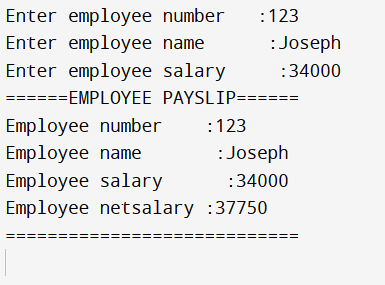 Enter employee number   :123
Enter employee name      :Joseph
Enter employee salary     :34000
======EMPLOYEE PAYSLIP======
Employee number    :123
Employee name       :Joseph
Employee salary      :34000
Employee netsalary :37750
============================